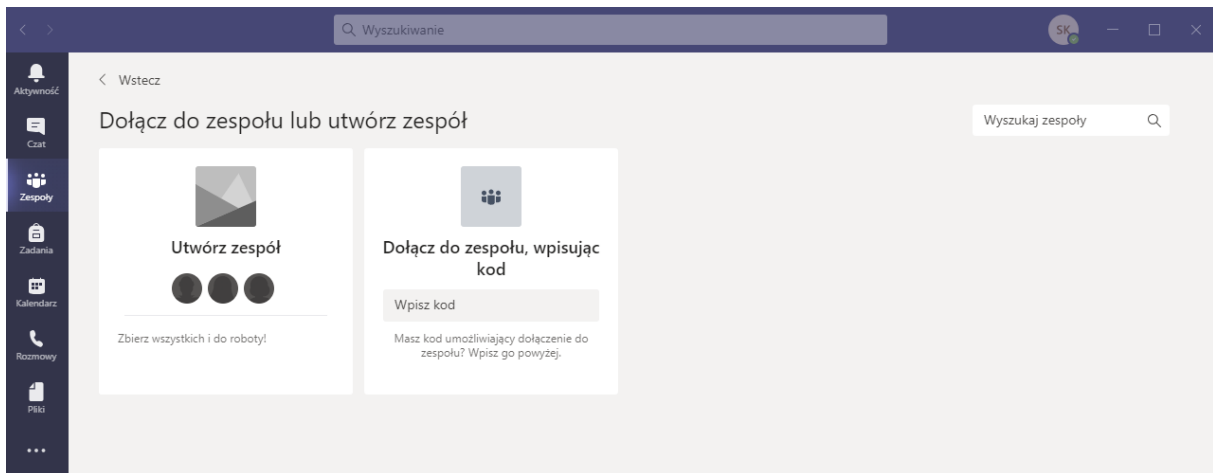 Wyszukiwanie
SK
Aktywność
Czat
Zespoły
Zadania
Kalendarz
Rozmowy
Pliki
Wstecz
Dołącz do zespołu lub utwórz zespół
Wyszukaj zespoły
Utwórz zespół
Zbierz wszystkich i do roboty!
Dołącz do zespołu, wpisując
kod
Wpisz kod
Masz kod umożliwiający dołączenie do
zespołu? Wpisz go powyżej.